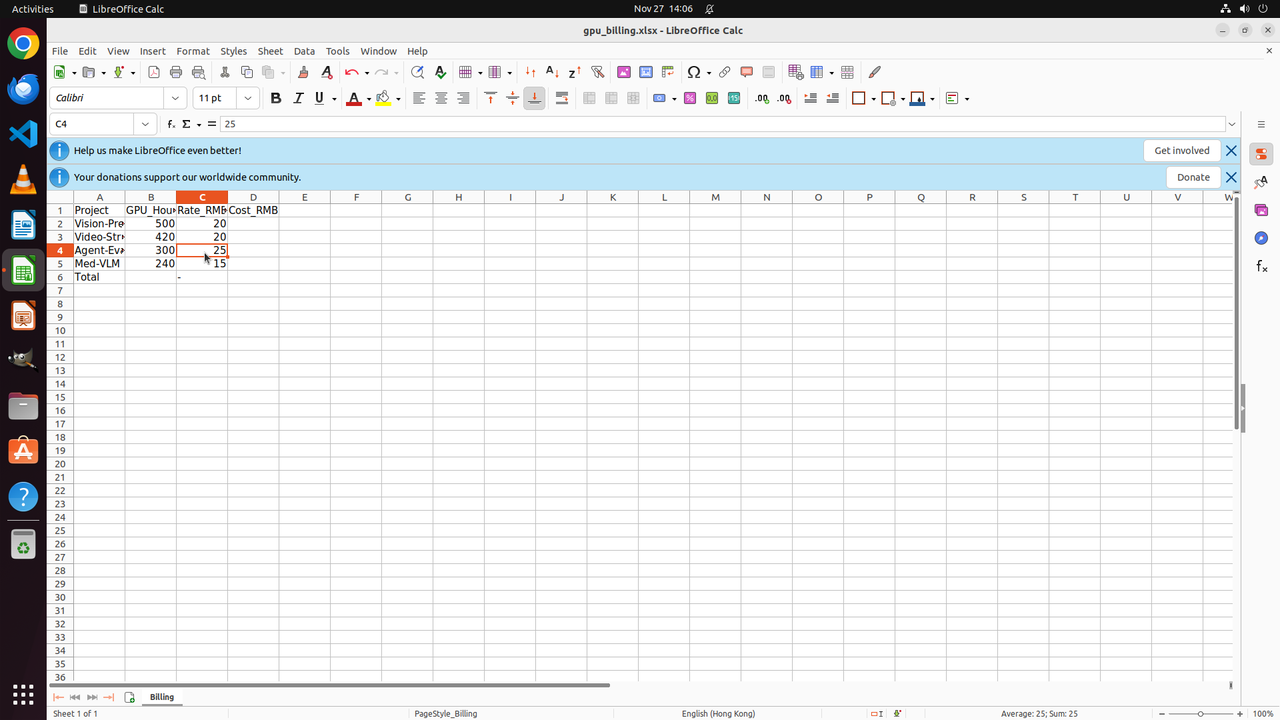 Activities LibreOffice Calc Nov 27 14:06
gpu_billing.xlsx - LibreOffice Calc
File Edit View Insert Format Styles Sheet Data Tools Window Help
Calibri 11 pt
C4 25
Help us make LibreOffice even better! Get involved
Your donations support our worldwide community. Donate
A B C D E F G H I J K L M N O P Q R S T U V W
1 Project GPU_Hou Rate_RMB Cost_RMB
2 Vision-Pre 500 20
3 Video-Str 420 20
4 Agent-Eva 300 25
5 Med-VLM 240 15
6 Total -
7
8
9
10
11
12
13
14
15
16
17
18
19
20
21
22
23
24
25
26
27
28
29
30
31
32
33
34
35
36
Billing
Sheet 1 of 1 PageStyle_Billing English (Hong Kong) Average: 25; Sum: 25 100%